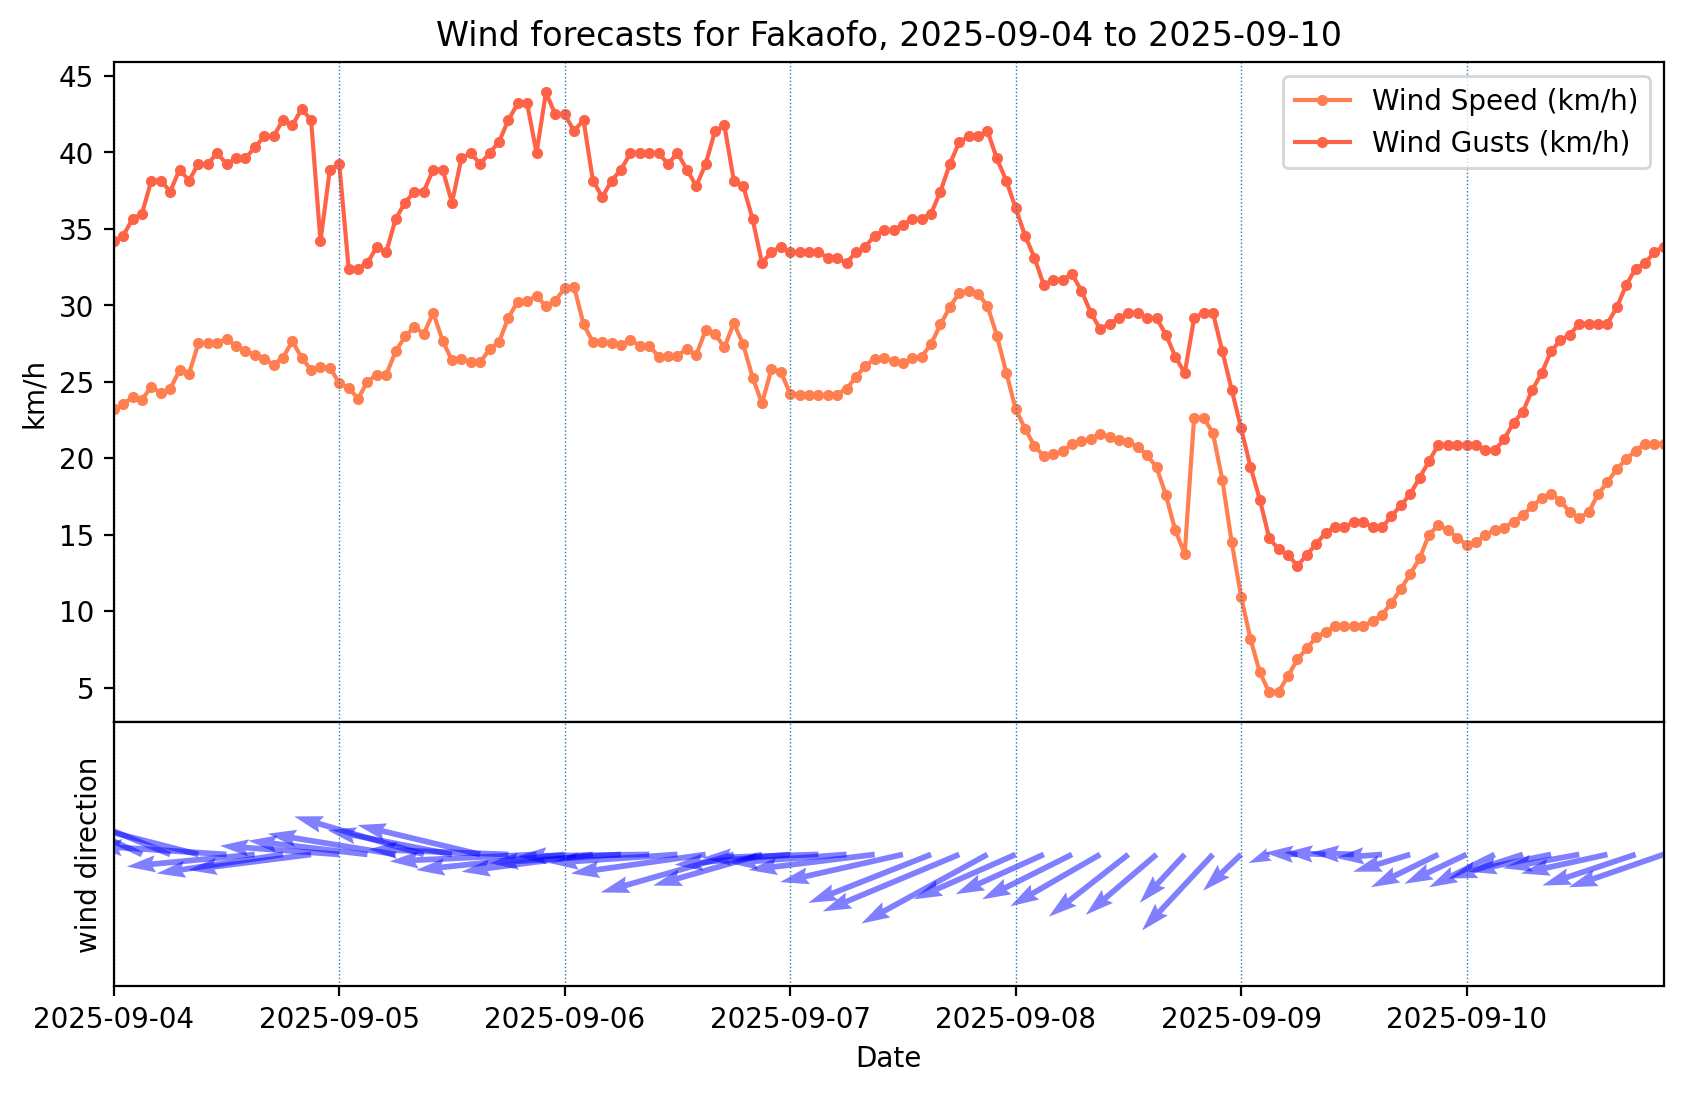 Wind forecasts for Fakaofo, 2025-09-04 to 2025-09-10
45
40
35
30
25
20
15
10
5
km/h
Wind Speed (km/h)
Wind Gusts (km/h)
wind direction
2025-09-04
2025-09-05
2025-09-06
2025-09-07
2025-09-08
2025-09-09
2025-09-10
Date